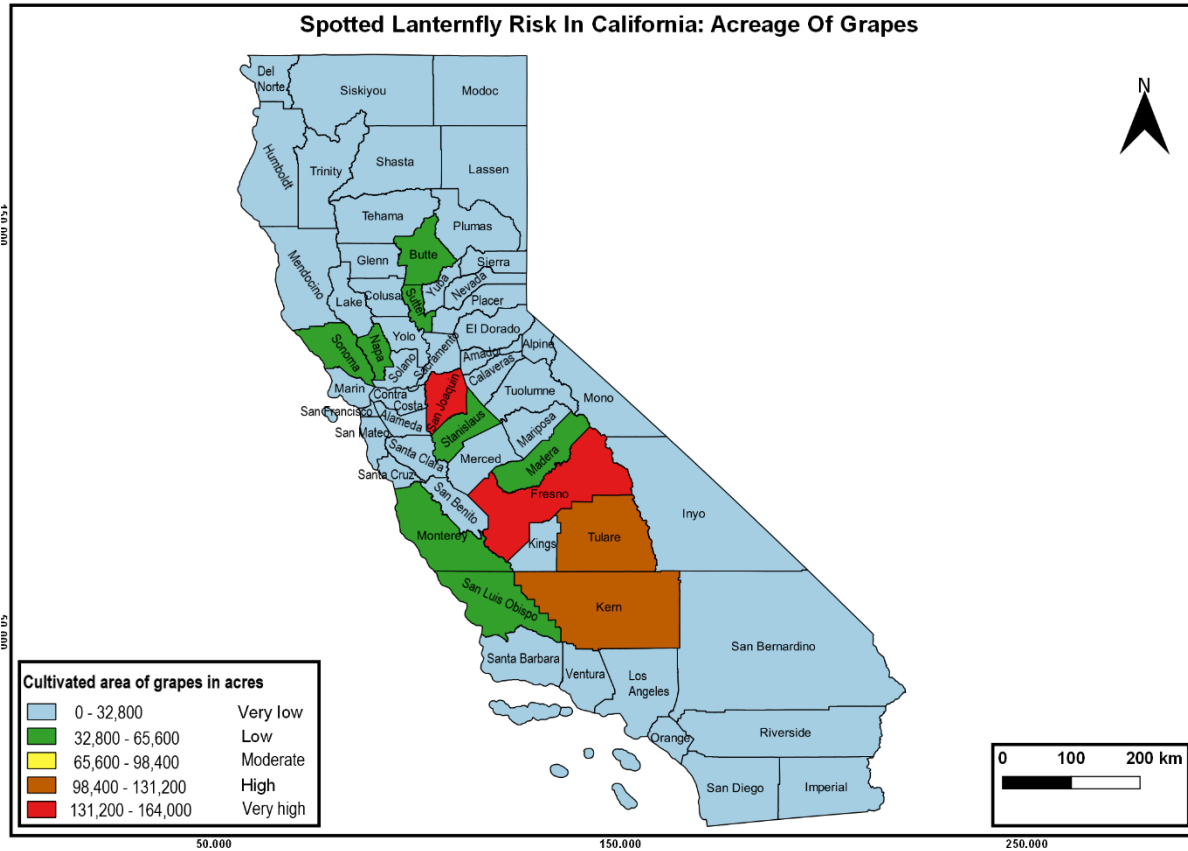 Spotted Lanternfly Risk In California: Acreage Of Grapes
N
Del
Norte
Siskiyou
Modoc
Humboldt
Trinity
Shasta
Lassen
Tehama
Plumas
Butte
Glenn
Sierra
Mendocino
Lake
Colusa
Sutter
Yuba
Nevada
Placer
Sonoma
Napa
Yolo
Sacramento
El Dorado
Alpine
Amador
Solano
Calaveras
Marin
Contra
Costa
San Joaquin
Tuolumne
Mono
San Francisco
Alameda
Stanislaus
Mariposa
San Mateo
Santa Clara
Merced
Madera
Santa Cruz
San Benito
Fresno
Inyo
Monterey
Kings
Tulare
San Luis Obispo
Kern
San Bernardino
Santa Barbara
Ventura
Los
Angeles
Orange
Riverside
San Diego
Imperial
Cultivated area of grapes in acres
0 - 32,800 Very low
32,800 - 65,600 Low
65,600 - 98,400 Moderate
98,400 - 131,200 High
131,200 - 164,000 Very high
0 100 200 km
150 000
50 000
50,000 150,000 250,000